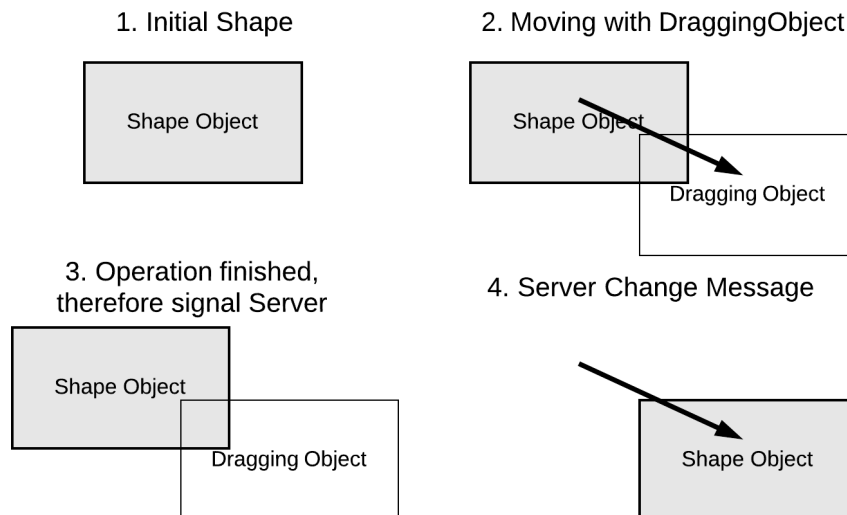 1. Initial Shape
Shape Object
2. Moving with DraggingObject
Shape Object
Dragging Object
3. Operation finished,
therefore signal Server
Shape Object
Dragging Object
4. Server Change Message
Shape Object